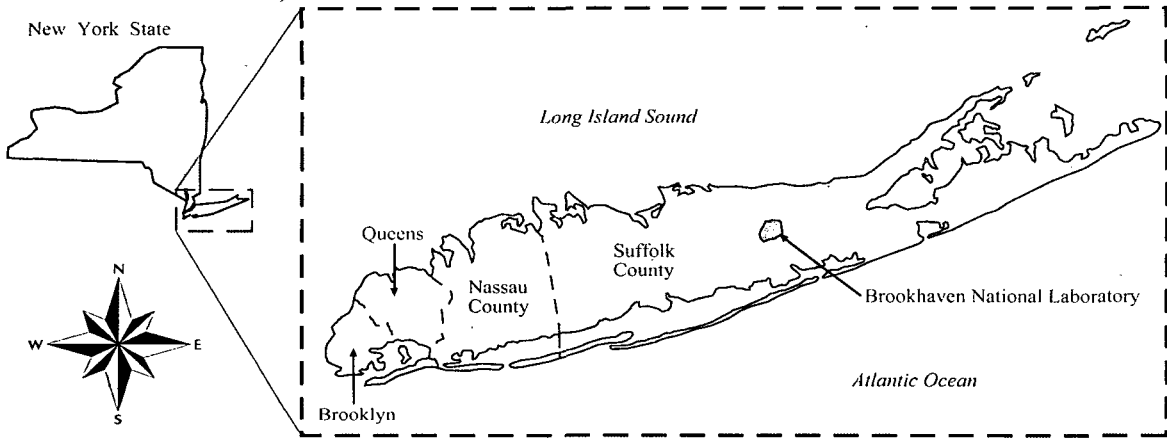 New York State
Long Island Sound
Queens
Nassau
County
Suffolk
County
Brookhaven National Laboratory
Atlantic Ocean
Brooklyn
N
W
E
S